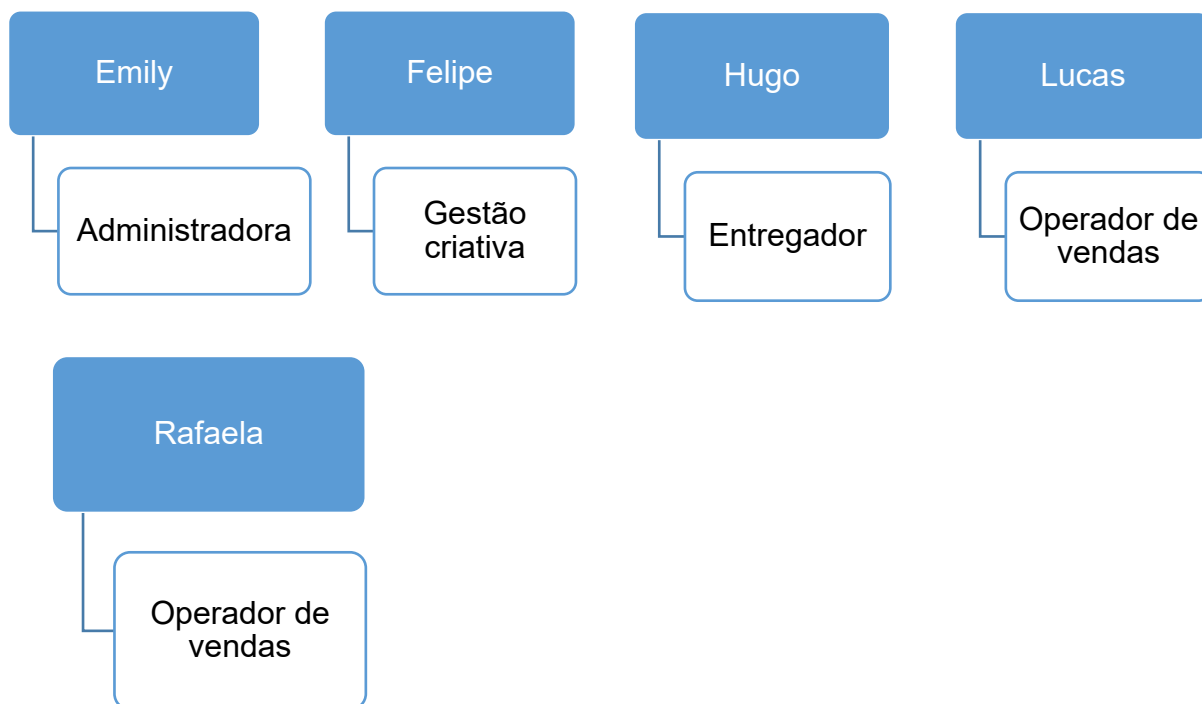 Emily
Felipe
Hugo
Lucas
Administradora
Gestão
criativa
Entregador
Operador de
vendas
Rafaela
Operador de
vendas